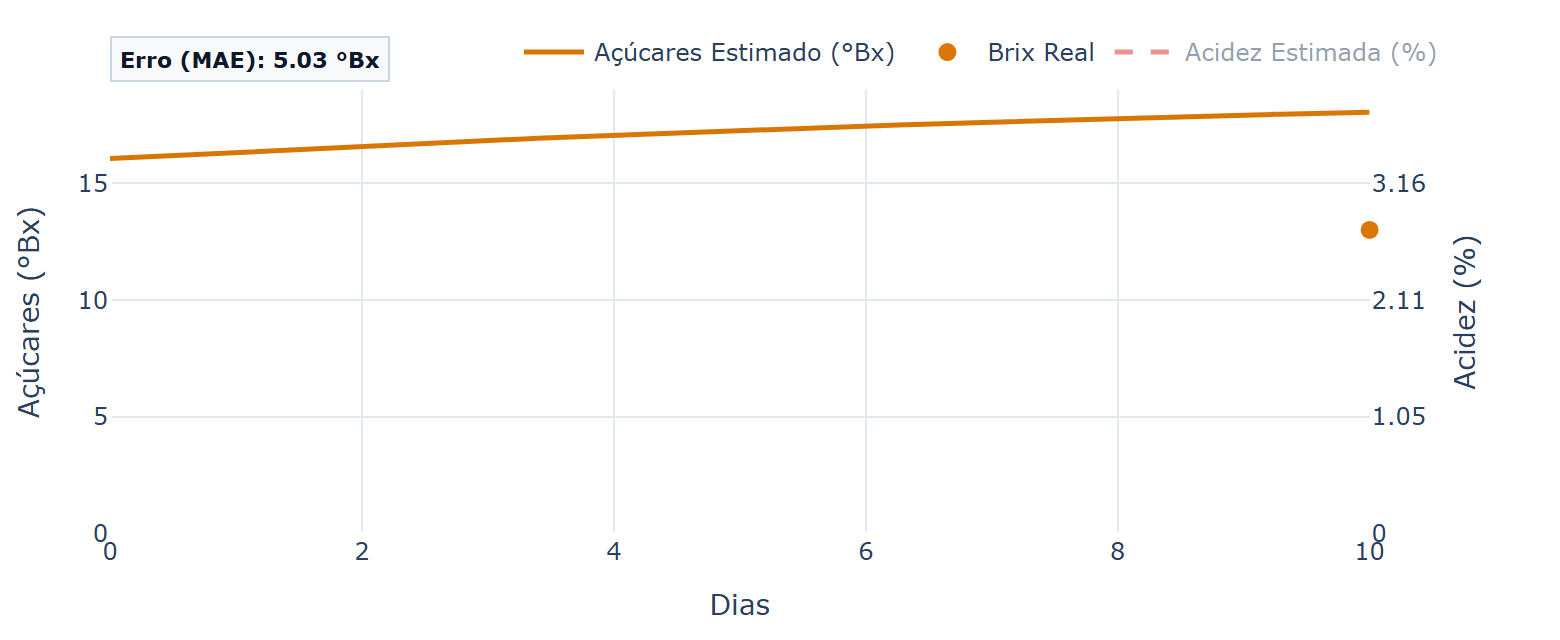 Erro (MAE): 5.03 ºBx
Açúcares Estimado (°Bx)
Brix Real
Acidez Estimada (%)
Açúcares (°Bx)
15
10
5
0
3.16
2.11
1.05
0
Acidez (%)
0
2
4
6
8
10
Dias